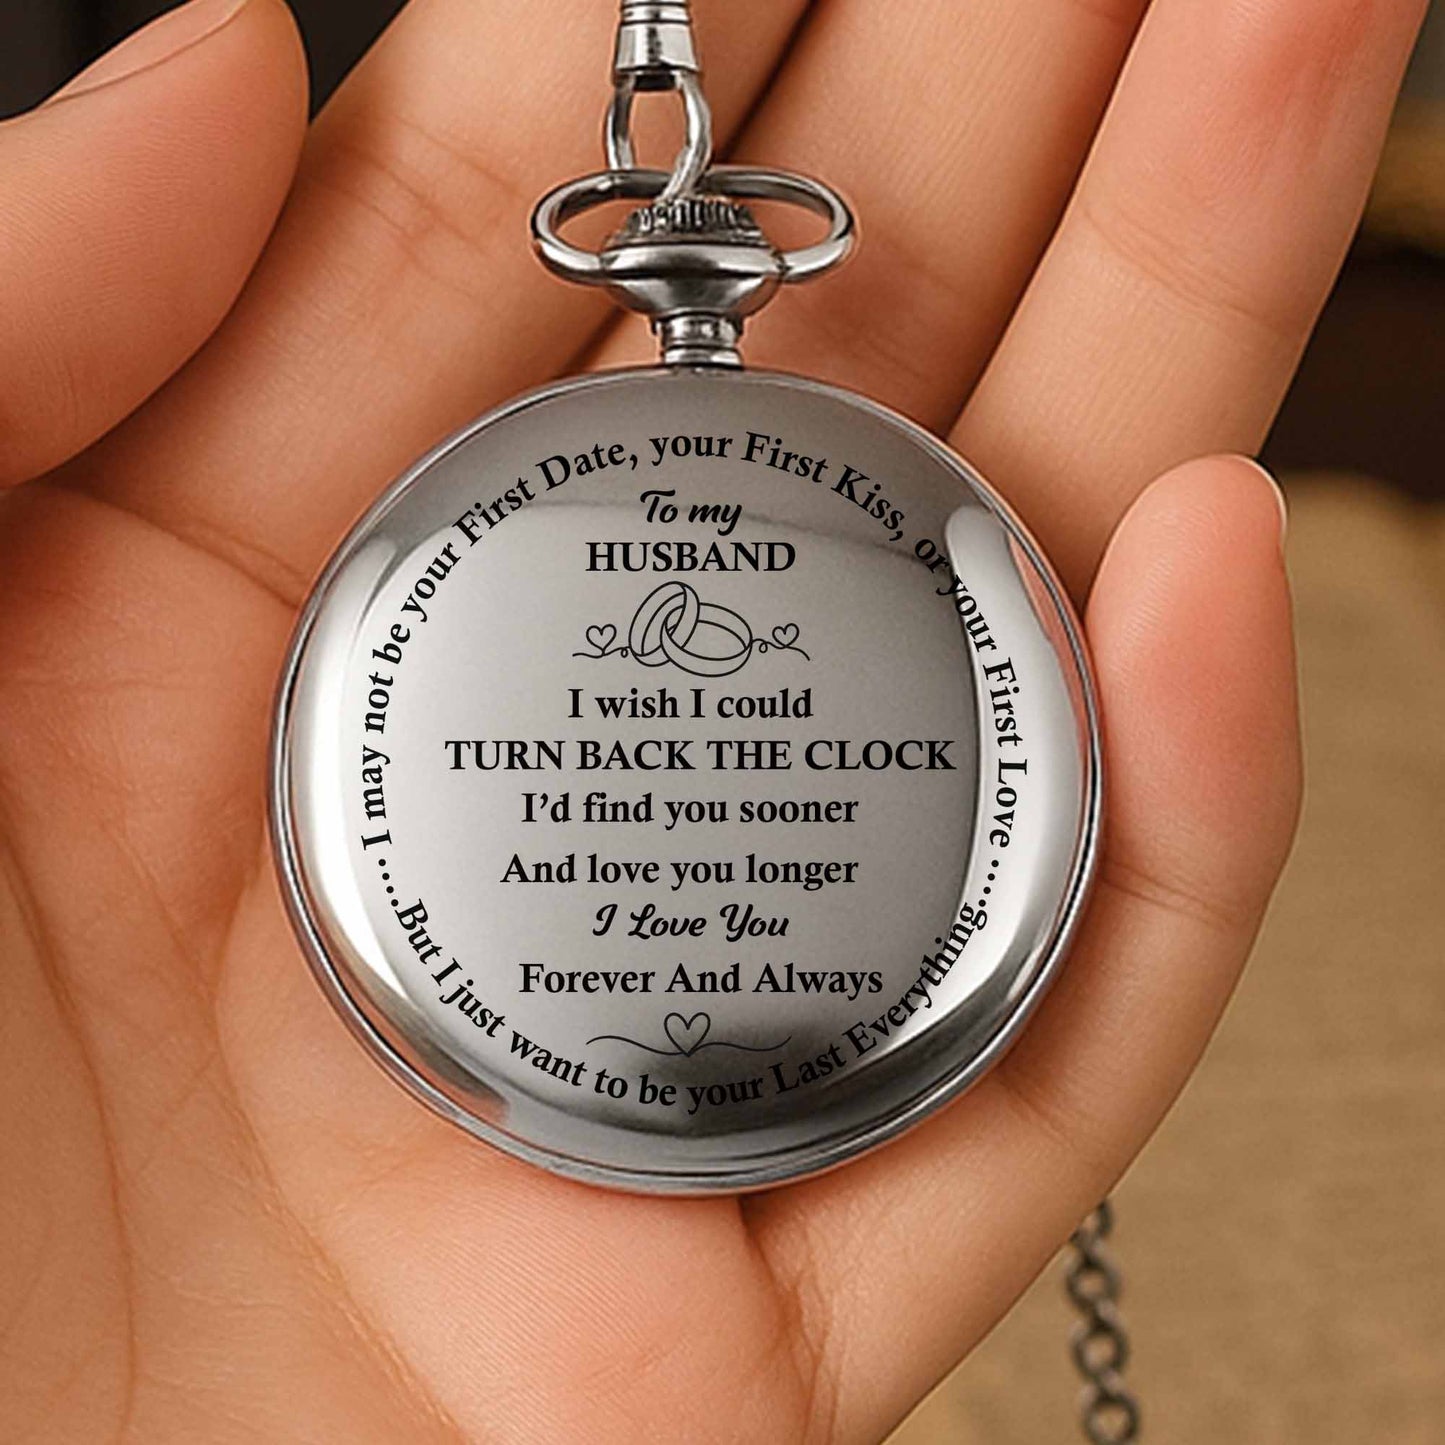 I may not be your First Date, your First Kiss, or your First Love....
To my
HUSBAND
I wish I could
TURN BACK THE CLOCK
I'd find you sooner
And love you longer
I Love You
Forever And Always
....But I just want to be your Last Everything....